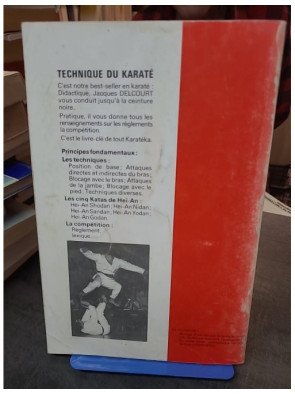 TECHNIQUE DU KARATÉ
C'est notre best-seller en karaté :
Didactique, Jacques DELCOURT
vous conduit jusqu'à la ceinture
noire.
Pratique, il vous donne tous les
renseignements sur les règlements
la compétition.
C'est le livre-clé de tout Karatéka.
Principes fondamentaux :
Les techniques :
Position de base ; Attaques
directes et indirectes du bras ;
Blocage avec le bras ; Attaques
de la jambe ; Blocage avec le
pied ; Techniques diverses.
Les cinq Katas de Hei-An :
Hei-An Shodan ; Hei-An Nidan ;
Hei-An Sandan ; Hei-An Yodan ;
Hei-An Godan.
La compétition :
Règlement
lexique